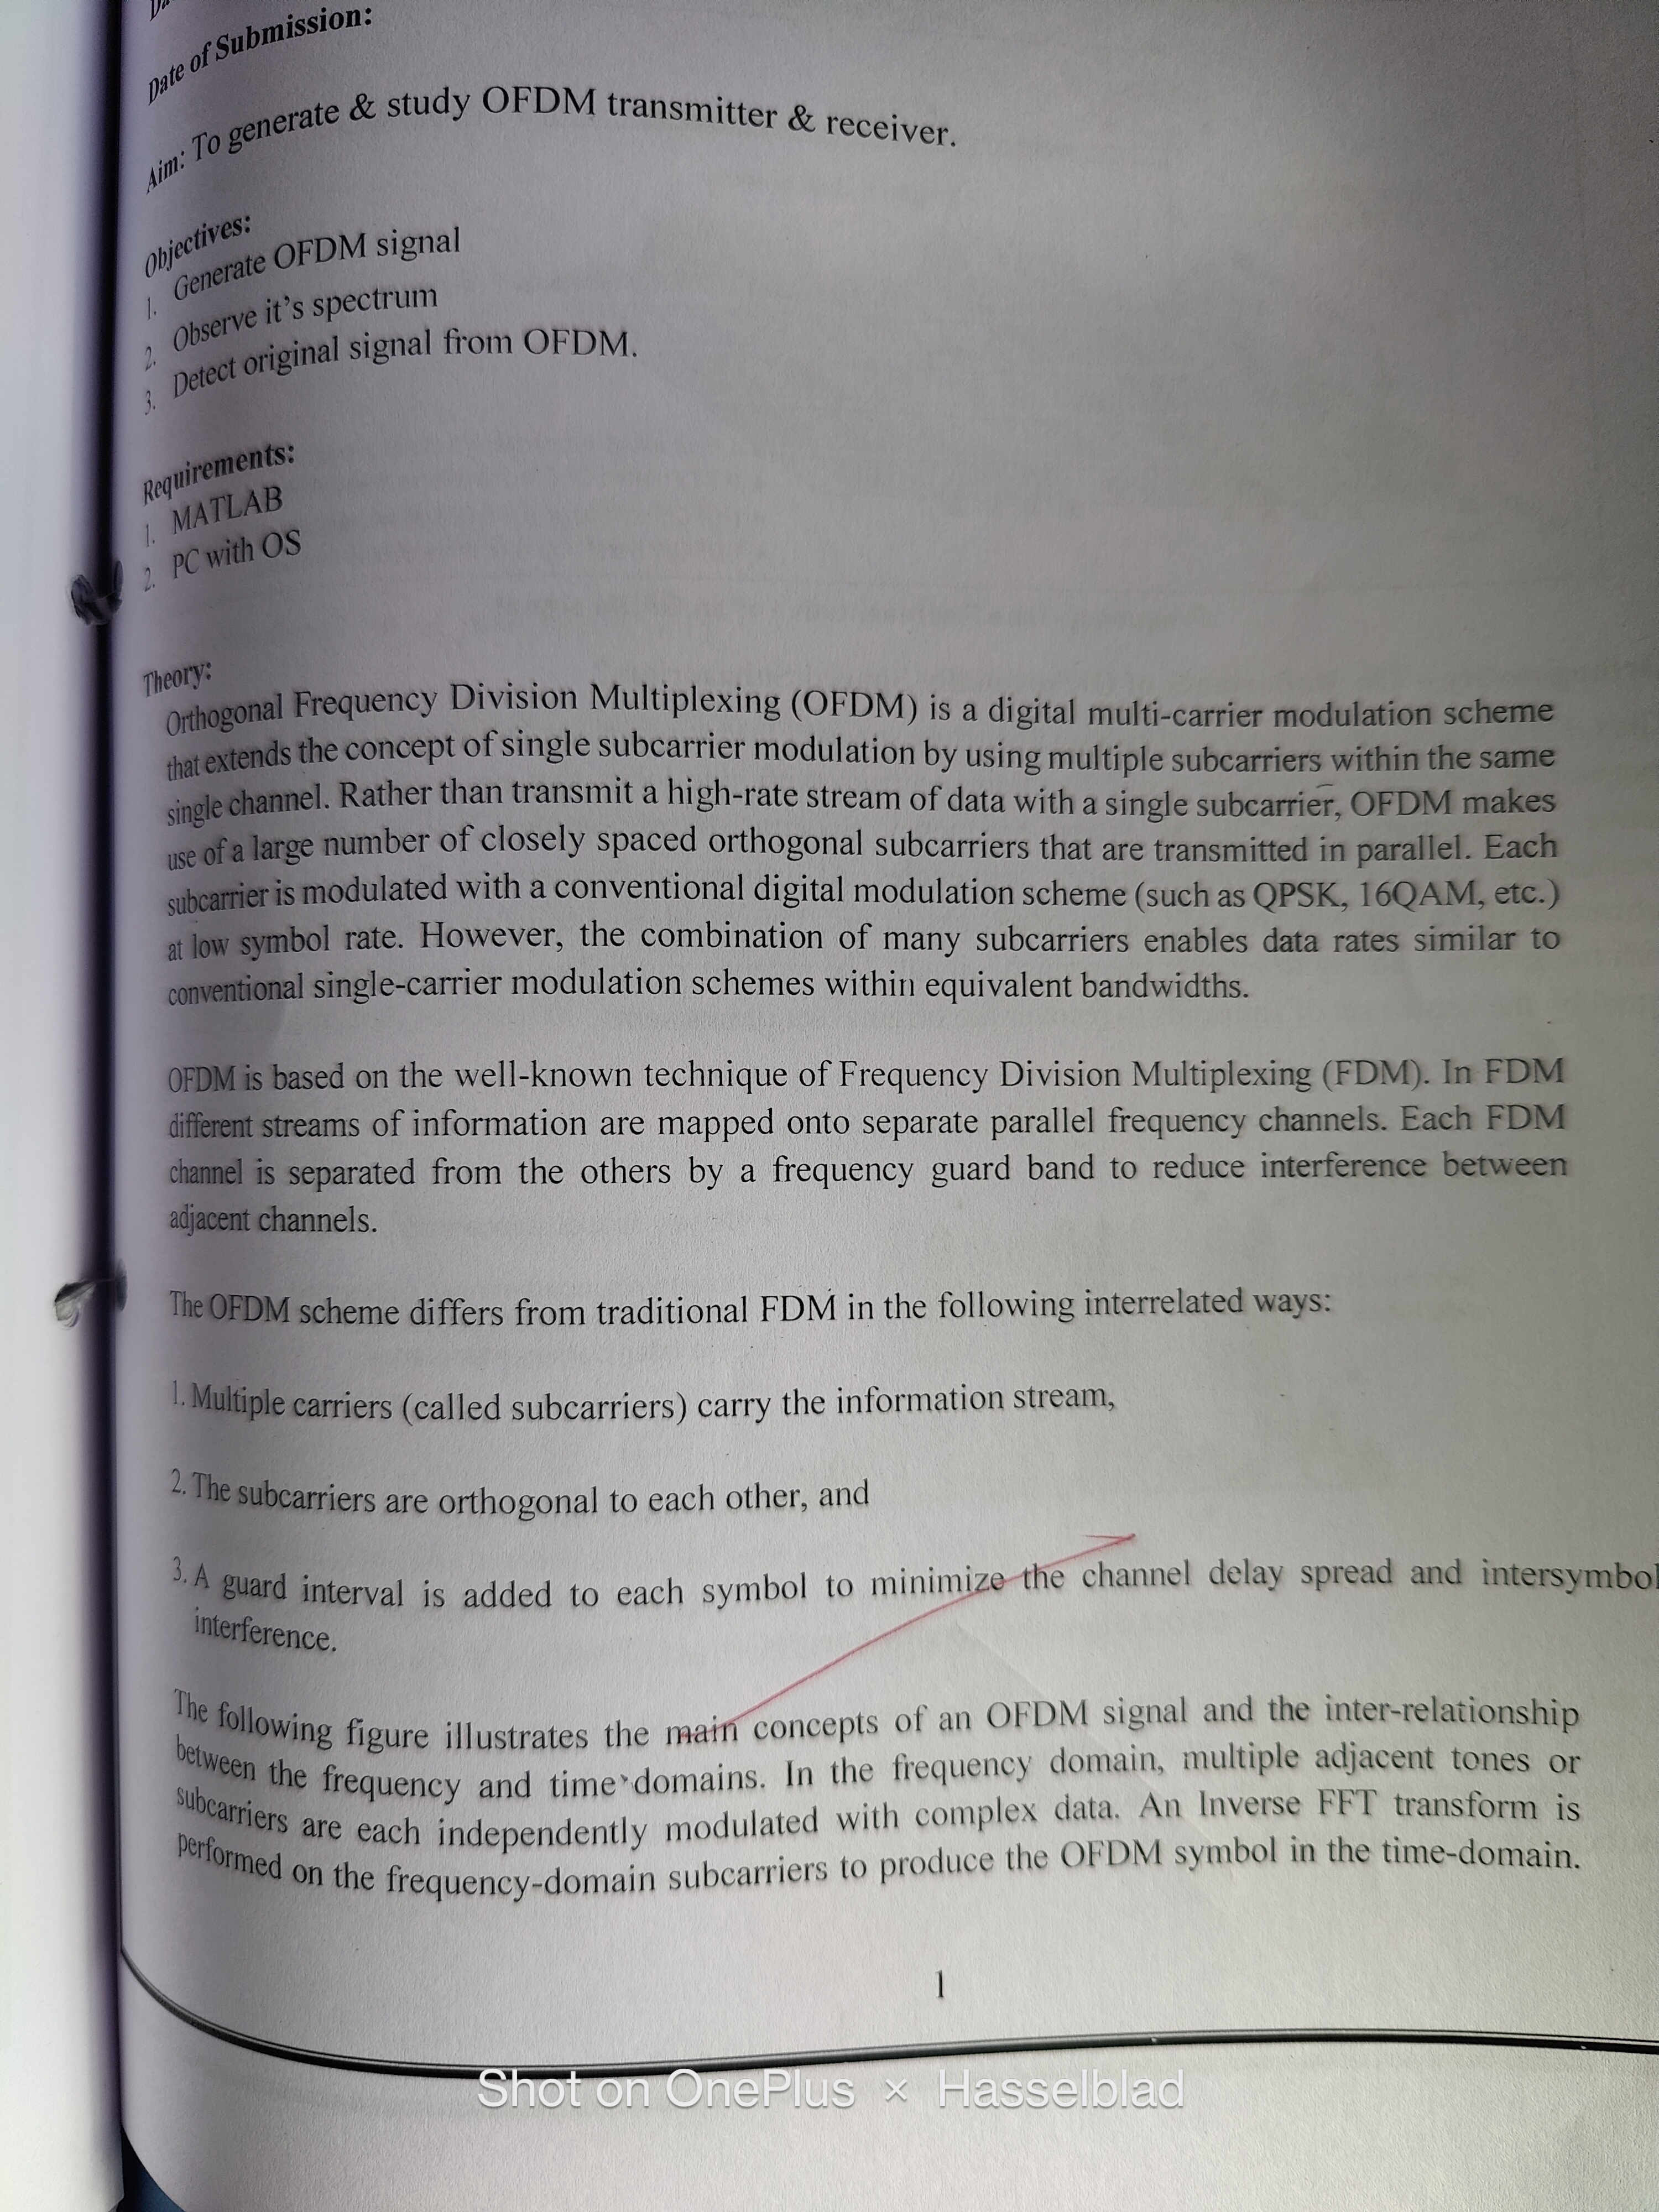 Date of Submission:
Aim: To generate & study OFDM transmitter & receiver.
Objectives:
1. Generate OFDM signal
2. Observe it's spectrum
3. Detect original signal from OFDM.
Requirements:
1. MATLAB
2. PC with OS
Theory:
Orthogonal Frequency Division Multiplexing (OFDM) is a digital multi-carrier modulation scheme
that extends the concept of single subcarrier modulation by using multiple subcarriers within the same
single channel. Rather than transmit a high-rate stream of data with a single subcarrier, OFDM makes
use of a large number of closely spaced orthogonal subcarriers that are transmitted in parallel. Each
subcarrier is modulated with a conventional digital modulation scheme (such as QPSK, 16QAM, etc.)
at low symbol rate. However, the combination of many subcarriers enables data rates similar to
conventional single-carrier modulation schemes within equivalent bandwidths.
OFDM is based on the well-known technique of Frequency Division Multiplexing (FDM). In FDM
different streams of information are mapped onto separate parallel frequency channels. Each FDM
channel is separated from the others by a frequency guard band to reduce interference between
adjacent channels.
The OFDM scheme differs from traditional FDM in the following interrelated ways:
1. Multiple carriers (called subcarriers) carry the information stream,
2. The subcarriers are orthogonal to each other, and
3. A guard interval is added to each symbol to minimize the channel delay spread and intersymbol
interference.
The following figure illustrates the main concepts of an OFDM signal and the inter-relationship
between the frequency and time domains. In the frequency domain, multiple adjacent tones or
subcarriers are each independently modulated with complex data. An Inverse FFT transform is
performed on the frequency-domain subcarriers to produce the OFDM symbol in the time-domain.
1
Shot on OnePlus × Hasselblad